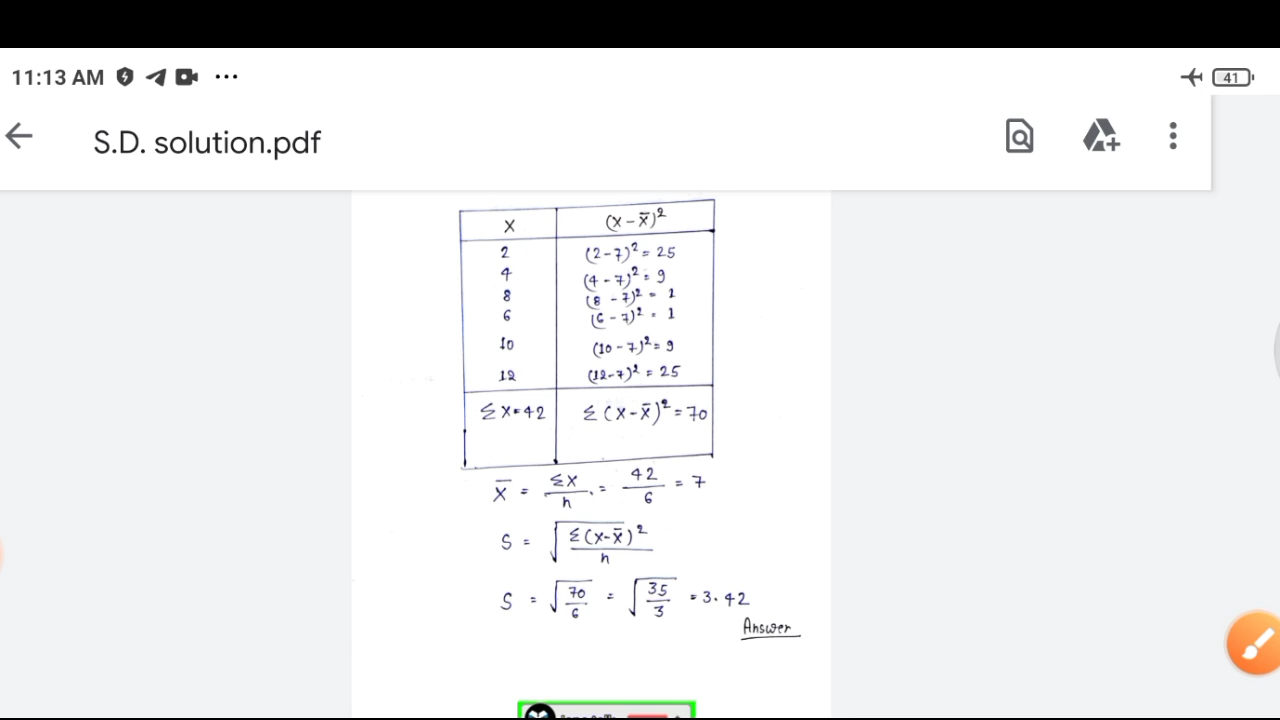 11:13 AM ...
41
S.D. solution.pdf
X (x-x̄)²
2 (2-7)² = 25
4 (4-7)² = 9
8 (8-7)² = 1
6 (6-7)² = 1
10 (10-7)² = 9
12 (12-7)² = 25
ΣX=42 Σ(x-x̄)² = 70
X̄ = ΣX/n = 42/6 = 7
S = √(Σ(x-x̄)²/n)
S = √(70/6) = √(35/3) = 3.42
Answer